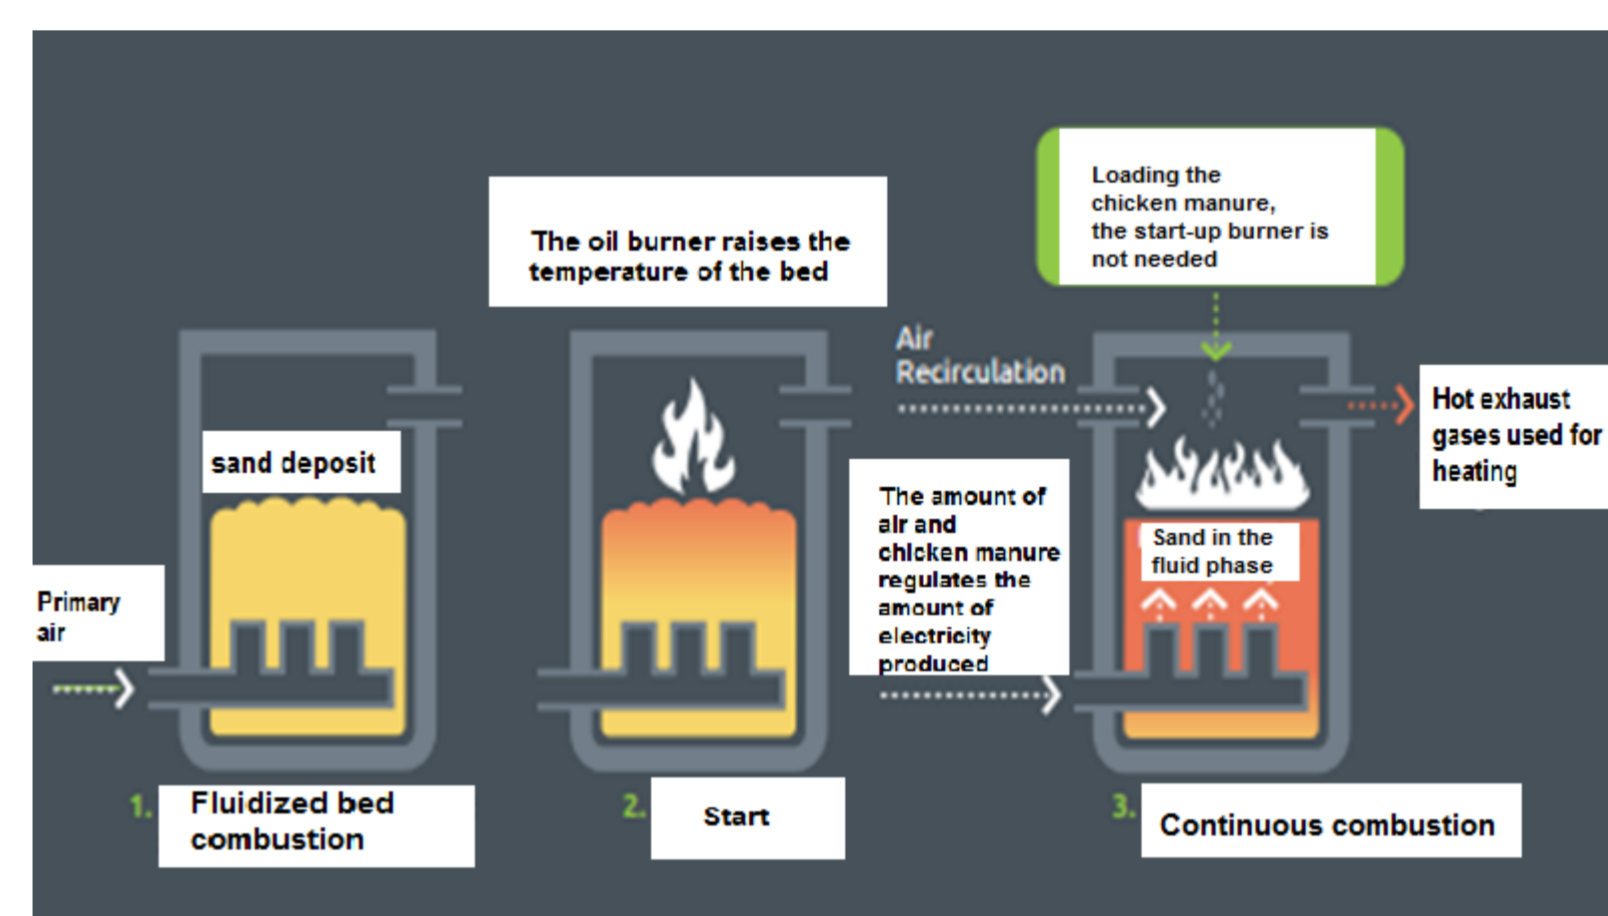 Loading the
chicken manure,
the start-up burner is
not needed
The oil burner raises the
temperature of the bed
Air
Recirculation
Hot exhaust
gases used for
heating
sand deposit
The amount of
air and
chicken manure
regulates the
amount of
electricity
produced
Sand in the
fluid phase
Primary
air
1.
Fluidized bed
combustion
2.
Start
3.
Continuous combustion